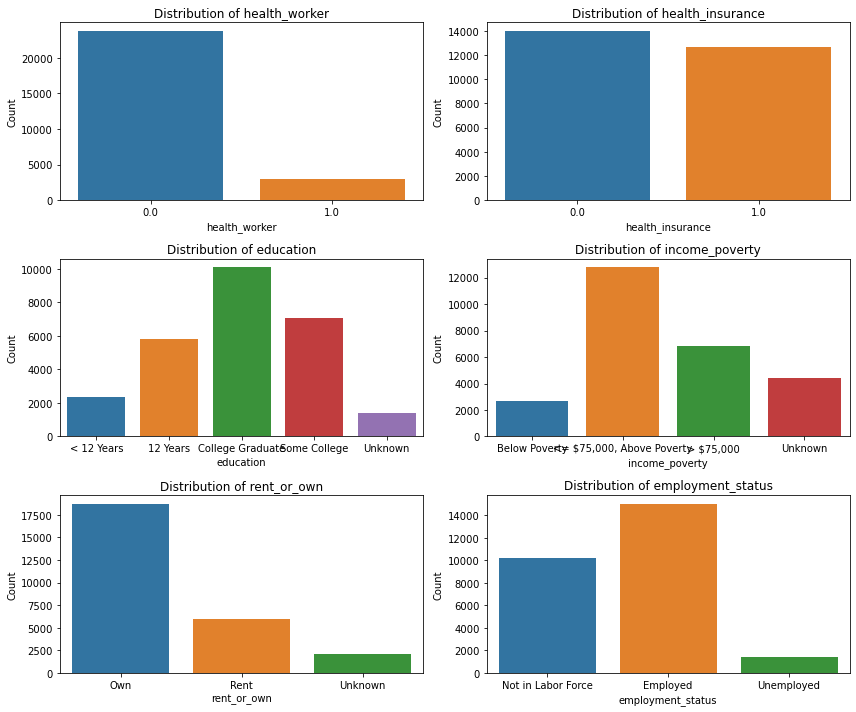 Distribution of health_worker
Count
20000
15000
10000
5000
0
0.0 1.0
health_worker
Distribution of health_insurance
Count
14000
12000
10000
8000
6000
4000
2000
0
0.0 1.0
health_insurance
Distribution of education
Count
10000
8000
6000
4000
2000
0
< 12 Years 12 Years College Graduate Some College Unknown
education
Distribution of income_poverty
Count
12000
10000
8000
6000
4000
2000
0
Below Poverty <= $75,000, Above Poverty > $75,000 Unknown
income_poverty
Distribution of rent_or_own
Count
17500
15000
12500
10000
7500
5000
2500
0
Own Rent Unknown
rent_or_own
Distribution of employment_status
Count
14000
12000
10000
8000
6000
4000
2000
0
Not in Labor Force Employed Unemployed
employment_status